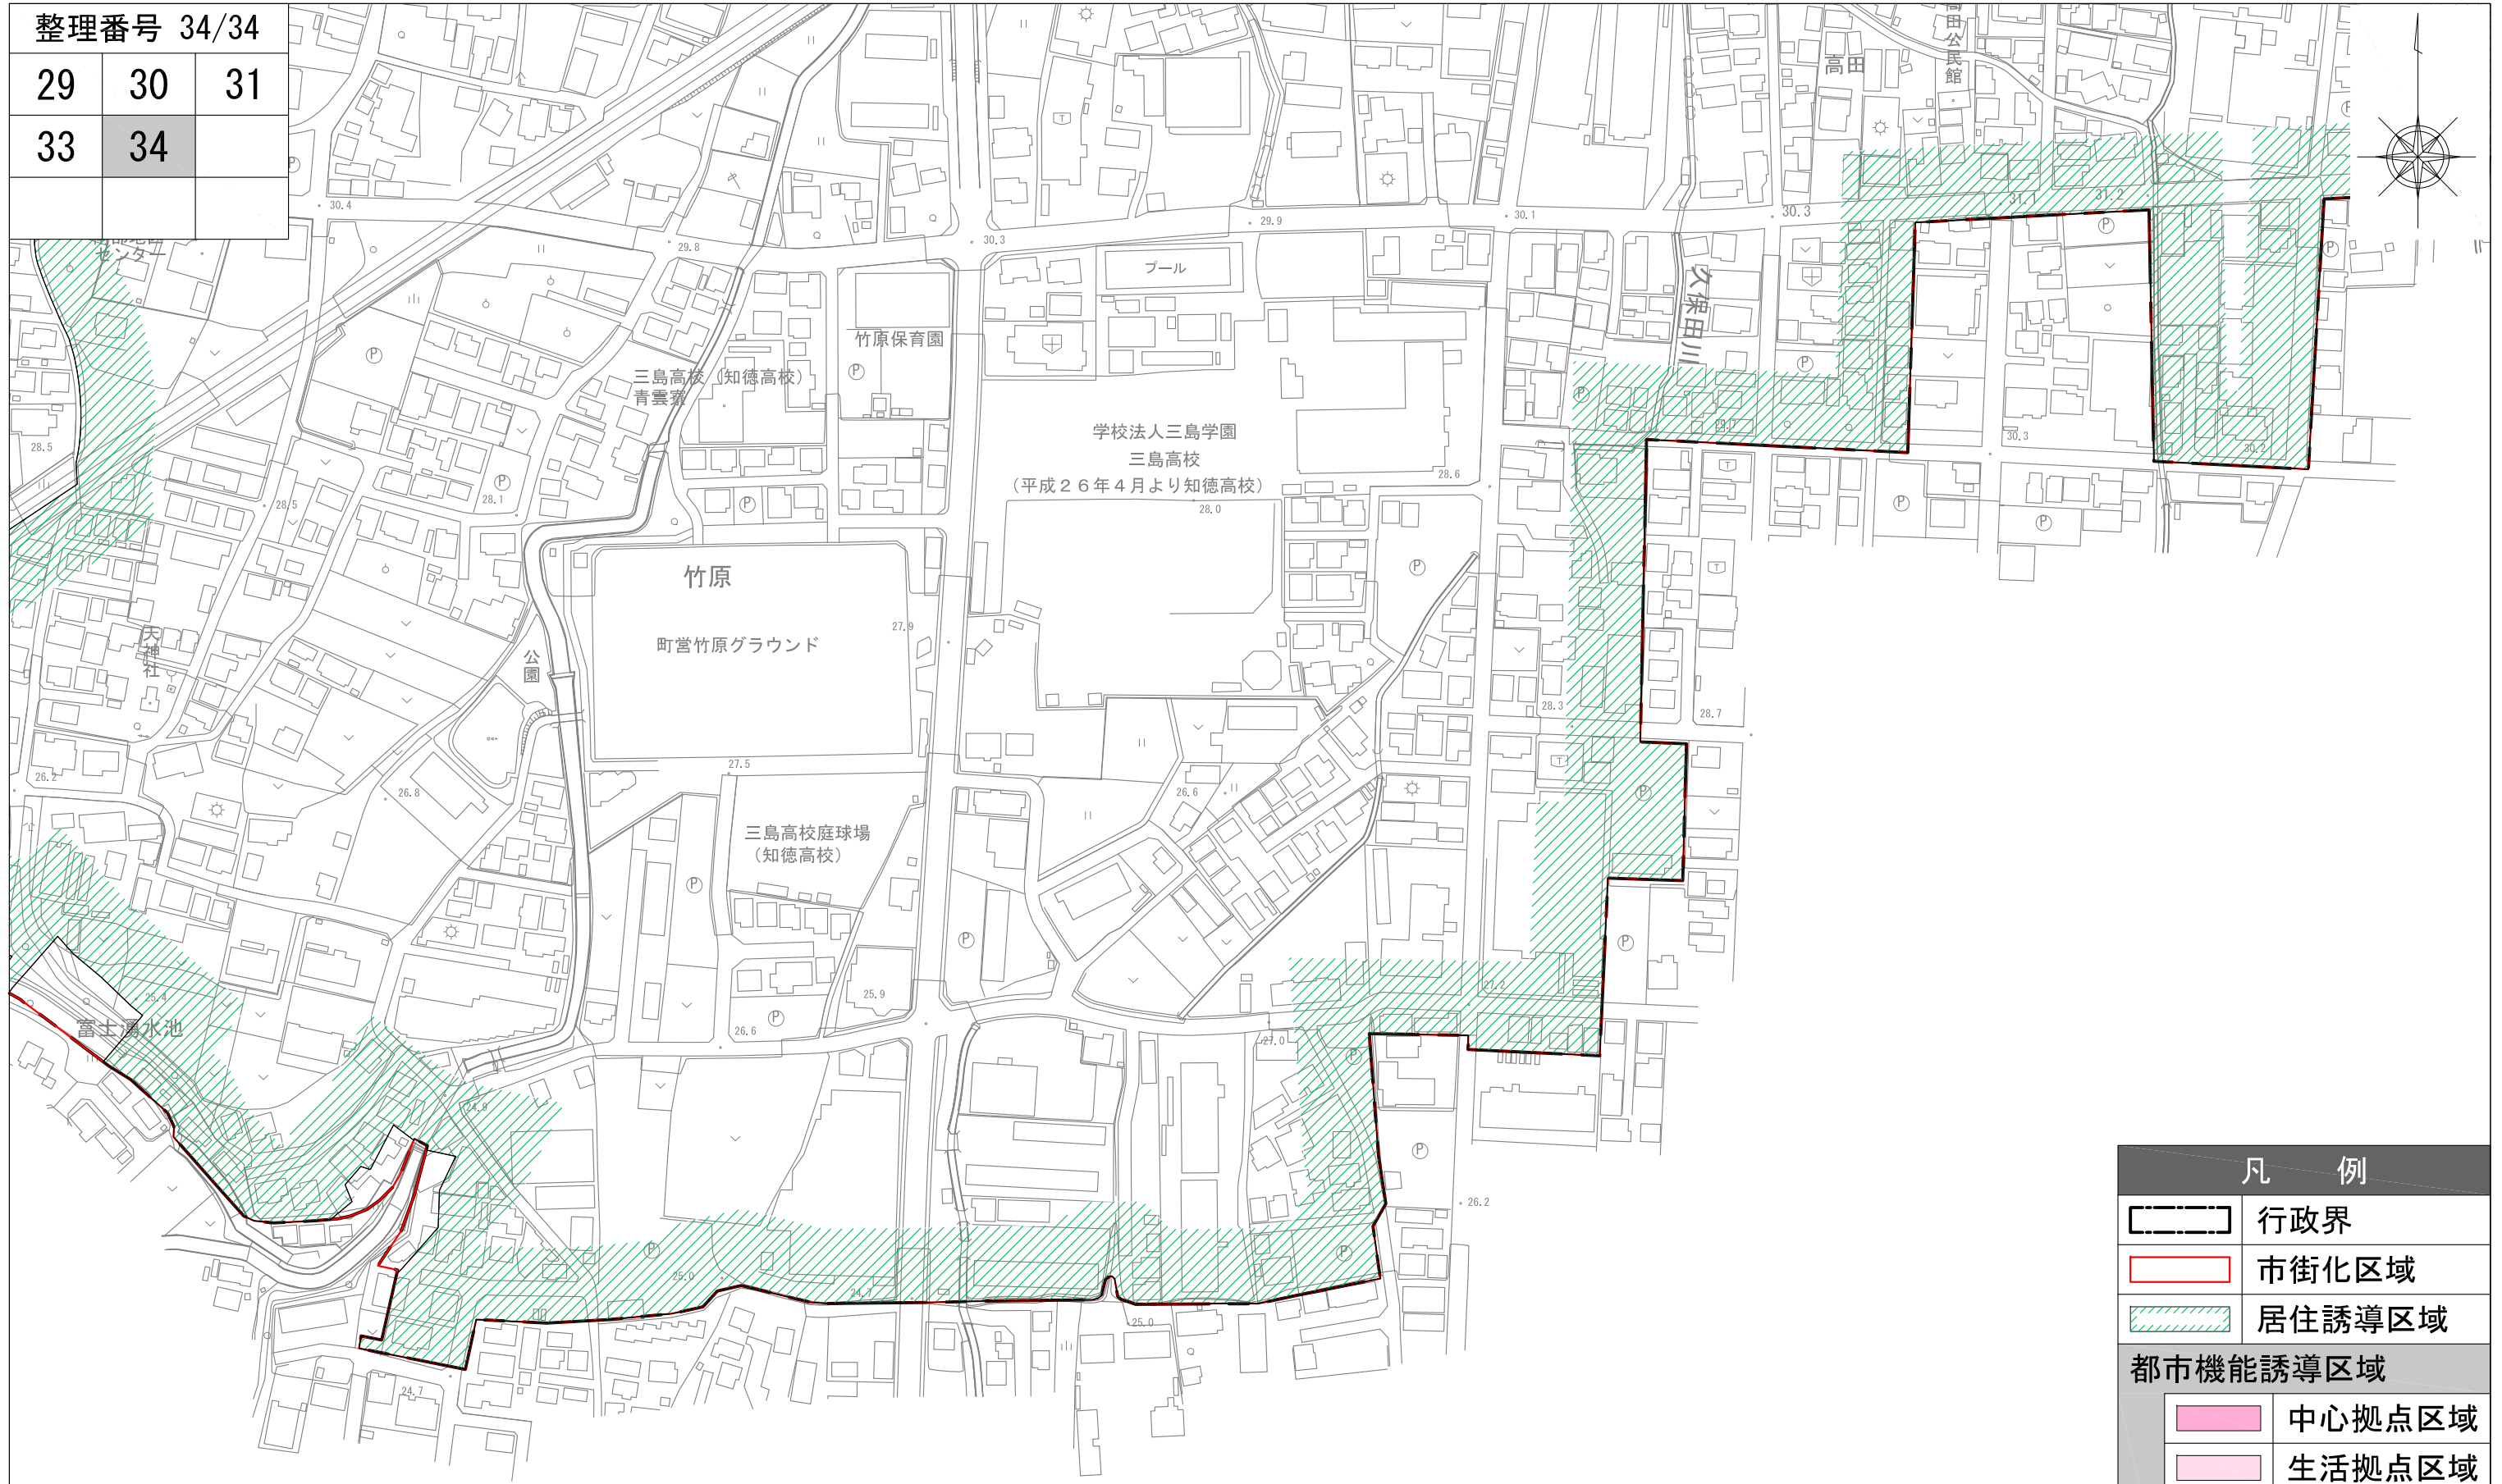 整理番号 34/34
29 30 31
33 34
センター
高田
高田公民館
30.4
29.8
30.3
29.9
30.1
30.3
31.1
31.2
プール
久保田川
竹原保育園
三島高校(知徳高校)
青雲寮
学校法人三島学園
三島高校
(平成26年4月より知徳高校)
28.5
28.5
28.1
28.6
28.0
30.3
30.2
竹原
町営竹原グラウンド
27.9
天神社
公園
28.3
28.7
26.2
26.8
27.5
26.6
三島高校庭球場
(知徳高校)
25.4
富士湧水池
25.9
26.6
27.2
27.0
24.9
26.2
25.0
24.7
25.0
24.7
凡 例
行政界
市街化区域
居住誘導区域
都市機能誘導区域
中心拠点区域
生活拠点区域